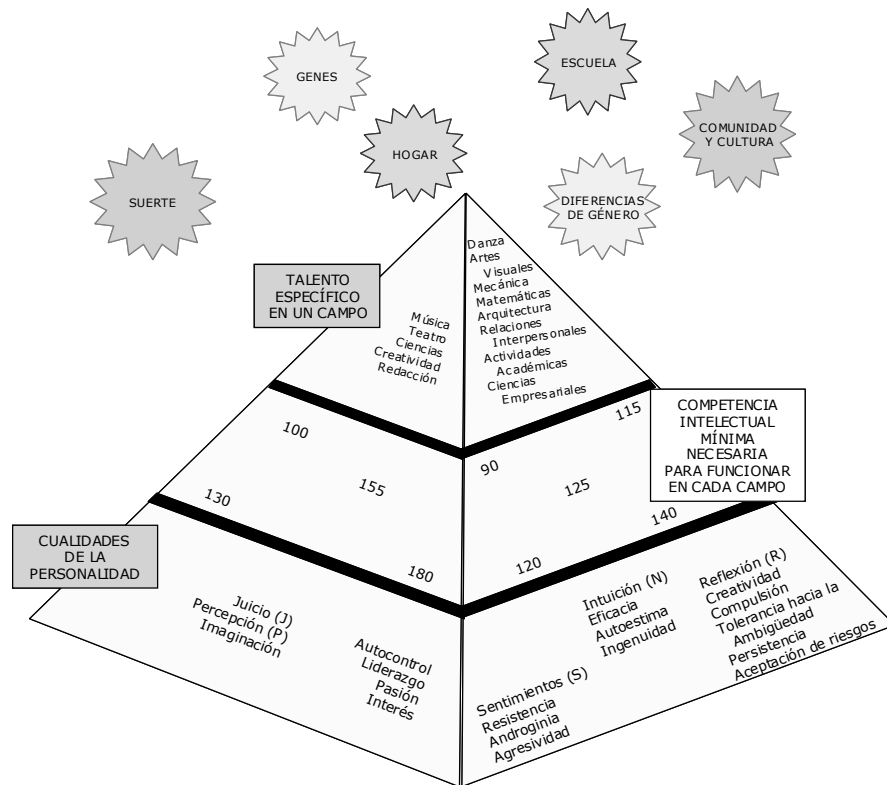 GENES
ESCUELA
HOGAR
COMUNIDAD
Y CULTURA
SUERTE
DIFERENCIAS
DE GÉNERO
TALENTO
ESPECÍFICO
EN UN CAMPO
Música
Teatro
Ciencias
Creatividad
Redacción
Danza
Artes
Visuales
Mecánica
Matemáticas
Arquitectura
Relaciones
Interpersonales
Actividades
Académicas
Ciencias
Empresariales
COMPETENCIA
INTELECTUAL
MÍNIMA
NECESARIA
PARA FUNCIONAR
EN CADA CAMPO
100
130
155
180
90
115
125
120
140
CUALIDADES
DE LA
PERSONALIDAD
Juicio (J)
Percepción (P)
Imaginación
Autocontrol
Liderazgo
Pasión
Interés
Sentimientos (S)
Resistencia
Androginia
Agresividad
Intuición (N)
Eficacia
Autoestima
Ingenuidad
Reflexión (R)
Creatividad
Compulsión
Tolerancia hacia la
Ambigüedad
Persistencia
Aceptación de riesgos